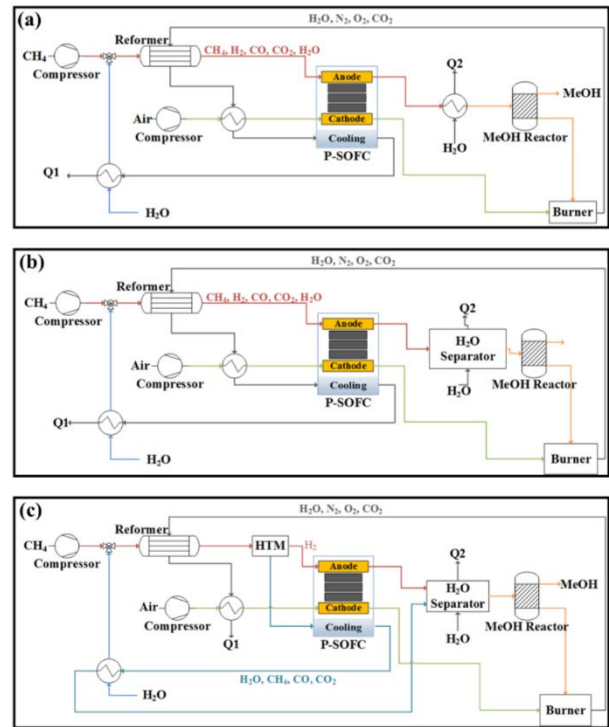 (a)
H₂O, N₂, O₂, CO₂
Reformer
CH₄, H₂, CO, CO₂, H₂O
CH₄
Compressor
Anode
Q2
MeOH
Air
Compressor
Cathode
Cooling
P-SOFC
H₂O
MeOH Reactor
Q1
H₂O
Burner
(b)
H₂O, N₂, O₂, CO₂
Reformer
CH₄, H₂, CO, CO₂, H₂O
CH₄
Compressor
Anode
Q2
H₂O
Separator
Air
Compressor
Cathode
Cooling
P-SOFC
H₂O
MeOH Reactor
Q1
H₂O
Burner
(c)
H₂O, N₂, O₂, CO₂
Reformer
CH₄
Compressor
HTM
H₂
Anode
Q2
MeOH
H₂O
Separator
Air
Compressor
Cathode
Cooling
P-SOFC
Q1
H₂O
MeOH Reactor
H₂O, CH₄, CO, CO₂
H₂O
Burner